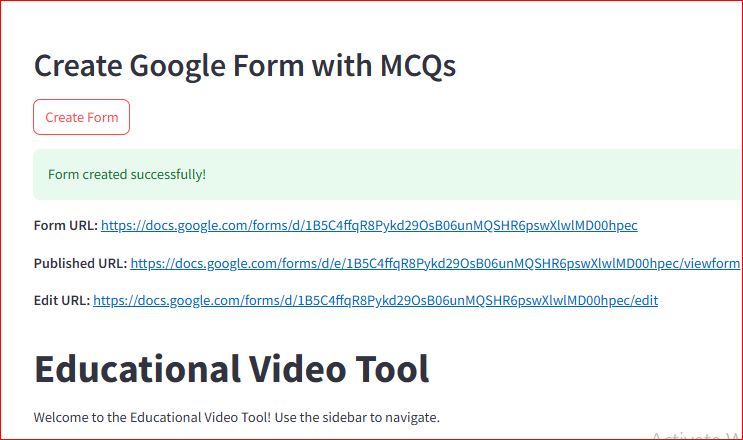 Create Google Form with MCQs
Create Form
Form created successfully!
Form URL: https://docs.google.com/forms/d/1B5C4ffqR8Pykd29OsB06unMQSHR6pswXlwlMD00hpec
Published URL: https://docs.google.com/forms/d/e/1B5C4ffqR8Pykd29OsB06unMQSHR6pswXlwlMD00hpec/viewform
Edit URL: https://docs.google.com/forms/d/1B5C4ffqR8Pykd29OsB06unMQSHR6pswXlwlMD00hpec/edit
Educational Video Tool
Welcome to the Educational Video Tool! Use the sidebar to navigate.
Activate W